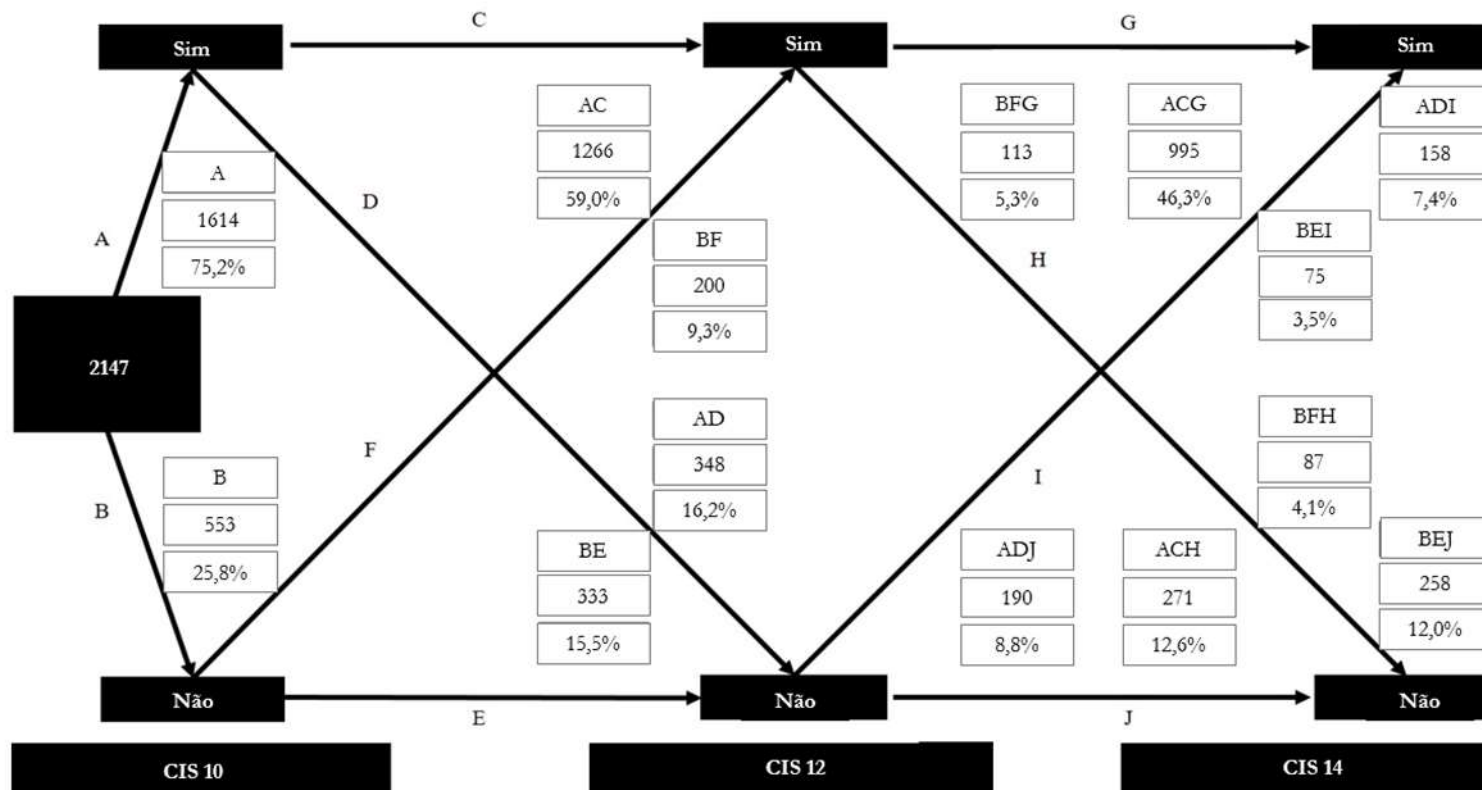 C
G
Sim
Sim
Sim
AC
1266
59,0%
BFG
113
5,3%
ACG
995
46,3%
ADI
158
7,4%
A
1614
75,2%
A
D
BF
200
9,3%
H
BEI
75
3,5%
2147
AD
348
16,2%
BFH
87
4,1%
F
I
B
553
25,8%
B
BE
333
15,5%
ADJ
190
8,8%
ACH
271
12,6%
BEJ
258
12,0%
Não
Não
Não
E
J
CIS 10
CIS 12
CIS 14